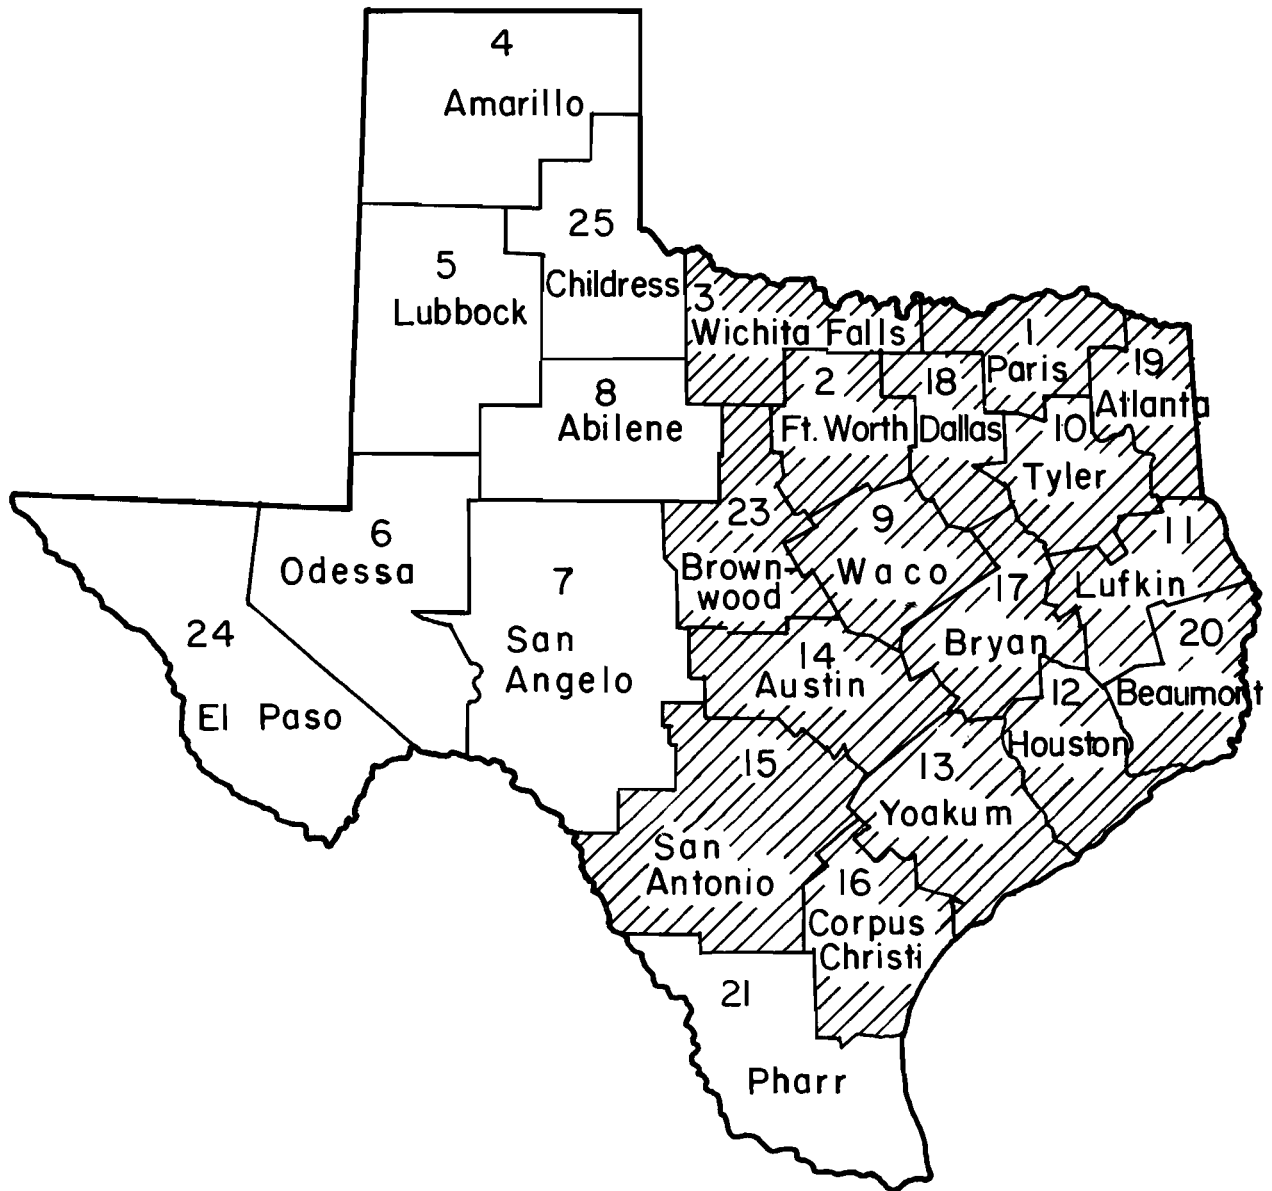 4
Amarillo
25
Childress
5
Lubbock
3
Wichita Falls
1
Paris
19
Atlanta
2
Ft. Worth
18
Dallas
8
Abilene
10
Tyler
23
Brown-
wood
9
Waco
11
Lufkin
6
Odessa
7
San
Angelo
17
Bryan
20
Beaumont
24
El Paso
14
Austin
12
Houston
15
San
Antonio
13
Yoakum
16
Corpus
Christi
21
Pharr